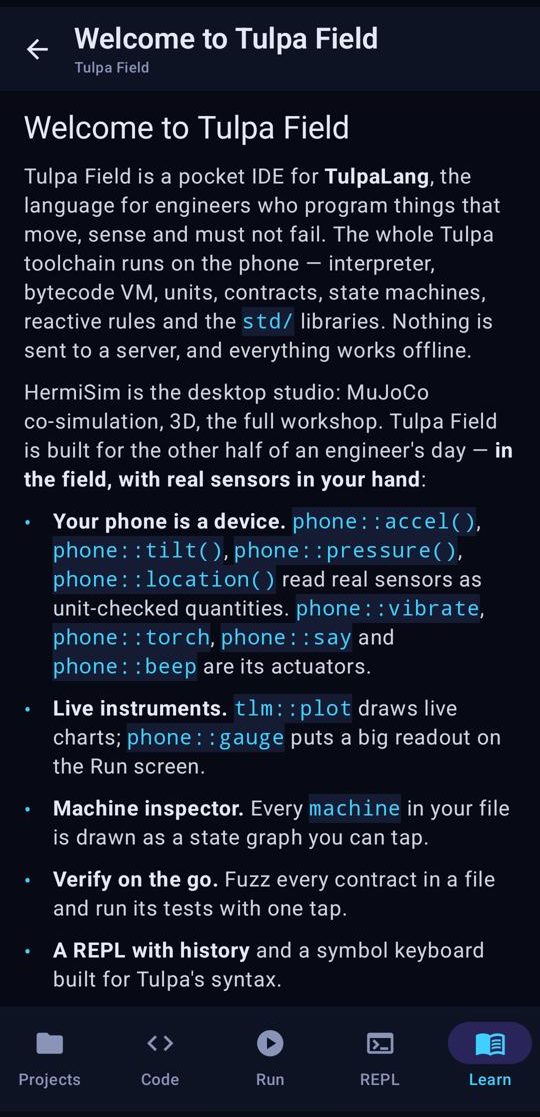 Welcome to Tulpa Field
Tulpa Field
Welcome to Tulpa Field
Tulpa Field is a pocket IDE for TulpaLang, the
language for engineers who program things that
move, sense and must not fail. The whole Tulpa
toolchain runs on the phone — interpreter,
bytecode VM, units, contracts, state machines,
reactive rules and the std/ libraries. Nothing is
sent to a server, and everything works offline.
HermiSim is the desktop studio: MuJoCo
co-simulation, 3D, the full workshop. Tulpa Field
is built for the other half of an engineer's day — in
the field, with real sensors in your hand:
• Your phone is a device. phone::accel(),
phone::tilt(), phone::pressure(),
phone::location() read real sensors as
unit-checked quantities. phone::vibrate,
phone::torch, phone::say and
phone::beep are its actuators.
• Live instruments. tlm::plot draws live
charts; phone::gauge puts a big readout on
the Run screen.
• Machine inspector. Every machine in your file
is drawn as a state graph you can tap.
• Verify on the go. Fuzz every contract in a file
and run its tests with one tap.
• A REPL with history and a symbol keyboard
built for Tulpa's syntax.
Projects Code Run REPL Learn